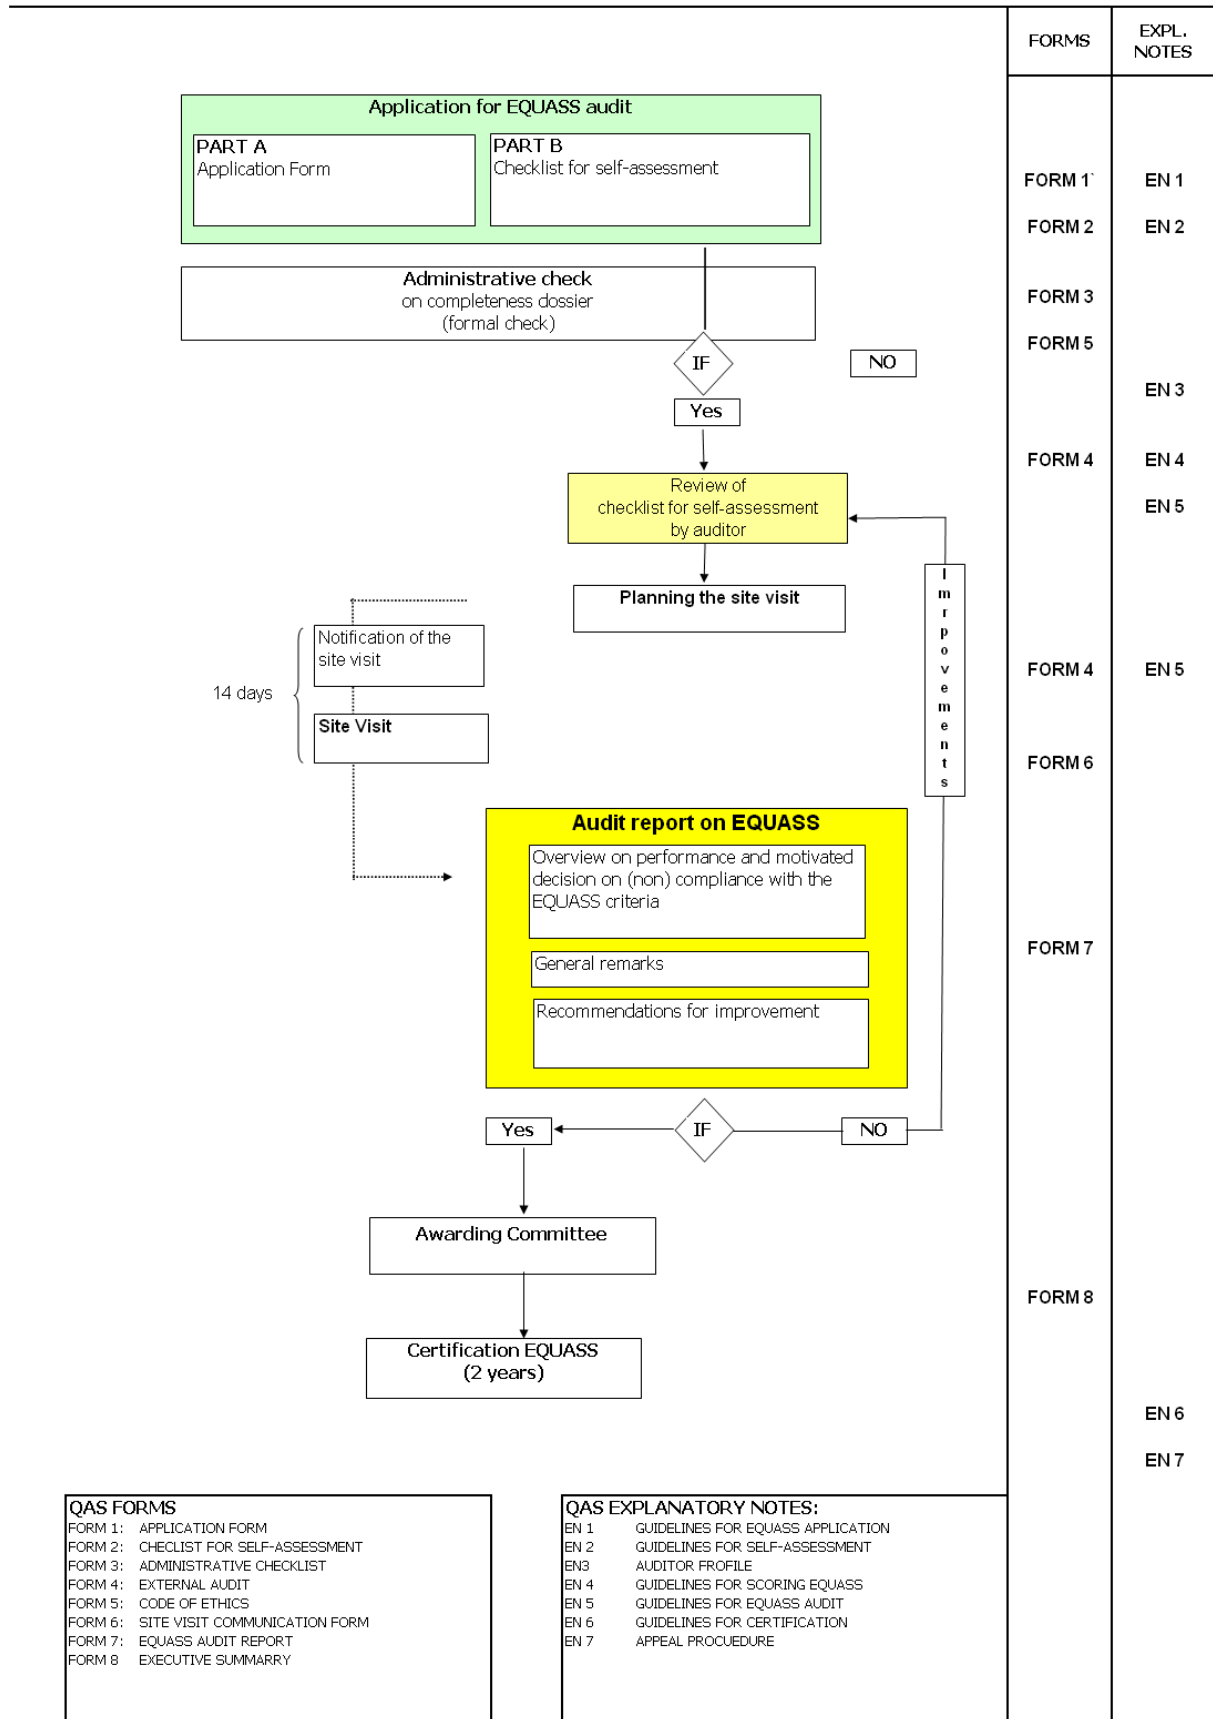 FORMS
EXPL.
NOTES
Application for EQUASS audit
PART A
Application Form
PART B
Checklist for self-assessment
FORM 1`
EN 1
FORM 2
EN 2
Administrative check
on completeness dossier
(formal check)
FORM 3
FORM 5
IF
NO
EN 3
Yes
FORM 4
EN 4
Review of
checklist for self-assessment
by auditor
EN 5
Planning the site visit
Imrpovements
Notification of the
site visit
14 days
FORM 4
EN 5
Site Visit
FORM 6
Audit report on EQUASS
Overview on performance and motivated
decision on (non) compliance with the
EQUASS criteria
FORM 7
General remarks
Recommendations for improvement
Yes
IF
NO
Awarding Committee
FORM 8
Certification EQUASS
(2 years)
EN 6
EN 7
QAS FORMS
FORM 1: APPLICATION FORM
FORM 2: CHECLIST FOR SELF-ASSESSMENT
FORM 3: ADMINISTRATIVE CHECKLIST
FORM 4: EXTERNAL AUDIT
FORM 5: CODE OF ETHICS
FORM 6: SITE VISIT COMMUNICATION FORM
FORM 7: EQUASS AUDIT REPORT
FORM 8 EXECUTIVE SUMMARRY
QAS EXPLANATORY NOTES:
EN 1 GUIDELINES FOR EQUASS APPLICATION
EN 2 GUIDELINES FOR SELF-ASSESSMENT
EN3 AUDITOR FROFILE
EN 4 GUIDELINES FOR SCORING EQUASS
EN 5 GUIDELINES FOR EQUASS AUDIT
EN 6 GUIDELINES FOR CERTIFICATION
EN 7 APPEAL PROCUEDURE